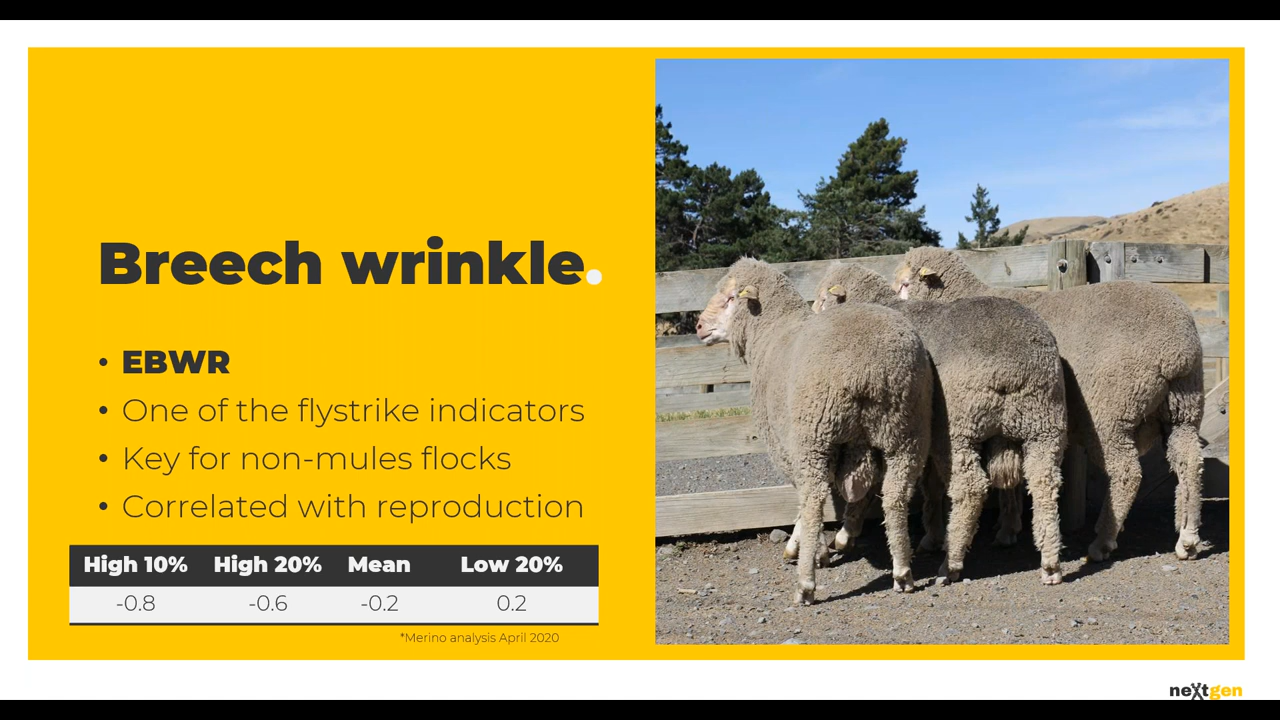 Breech wrinkle.
• EBWR
• One of the flystrike indicators
• Key for non-mules flocks
• Correlated with reproduction
High 10% High 20% Mean Low 20%
-0.8 -0.6 -0.2 0.2
*Merino analysis April 2020
nextgen